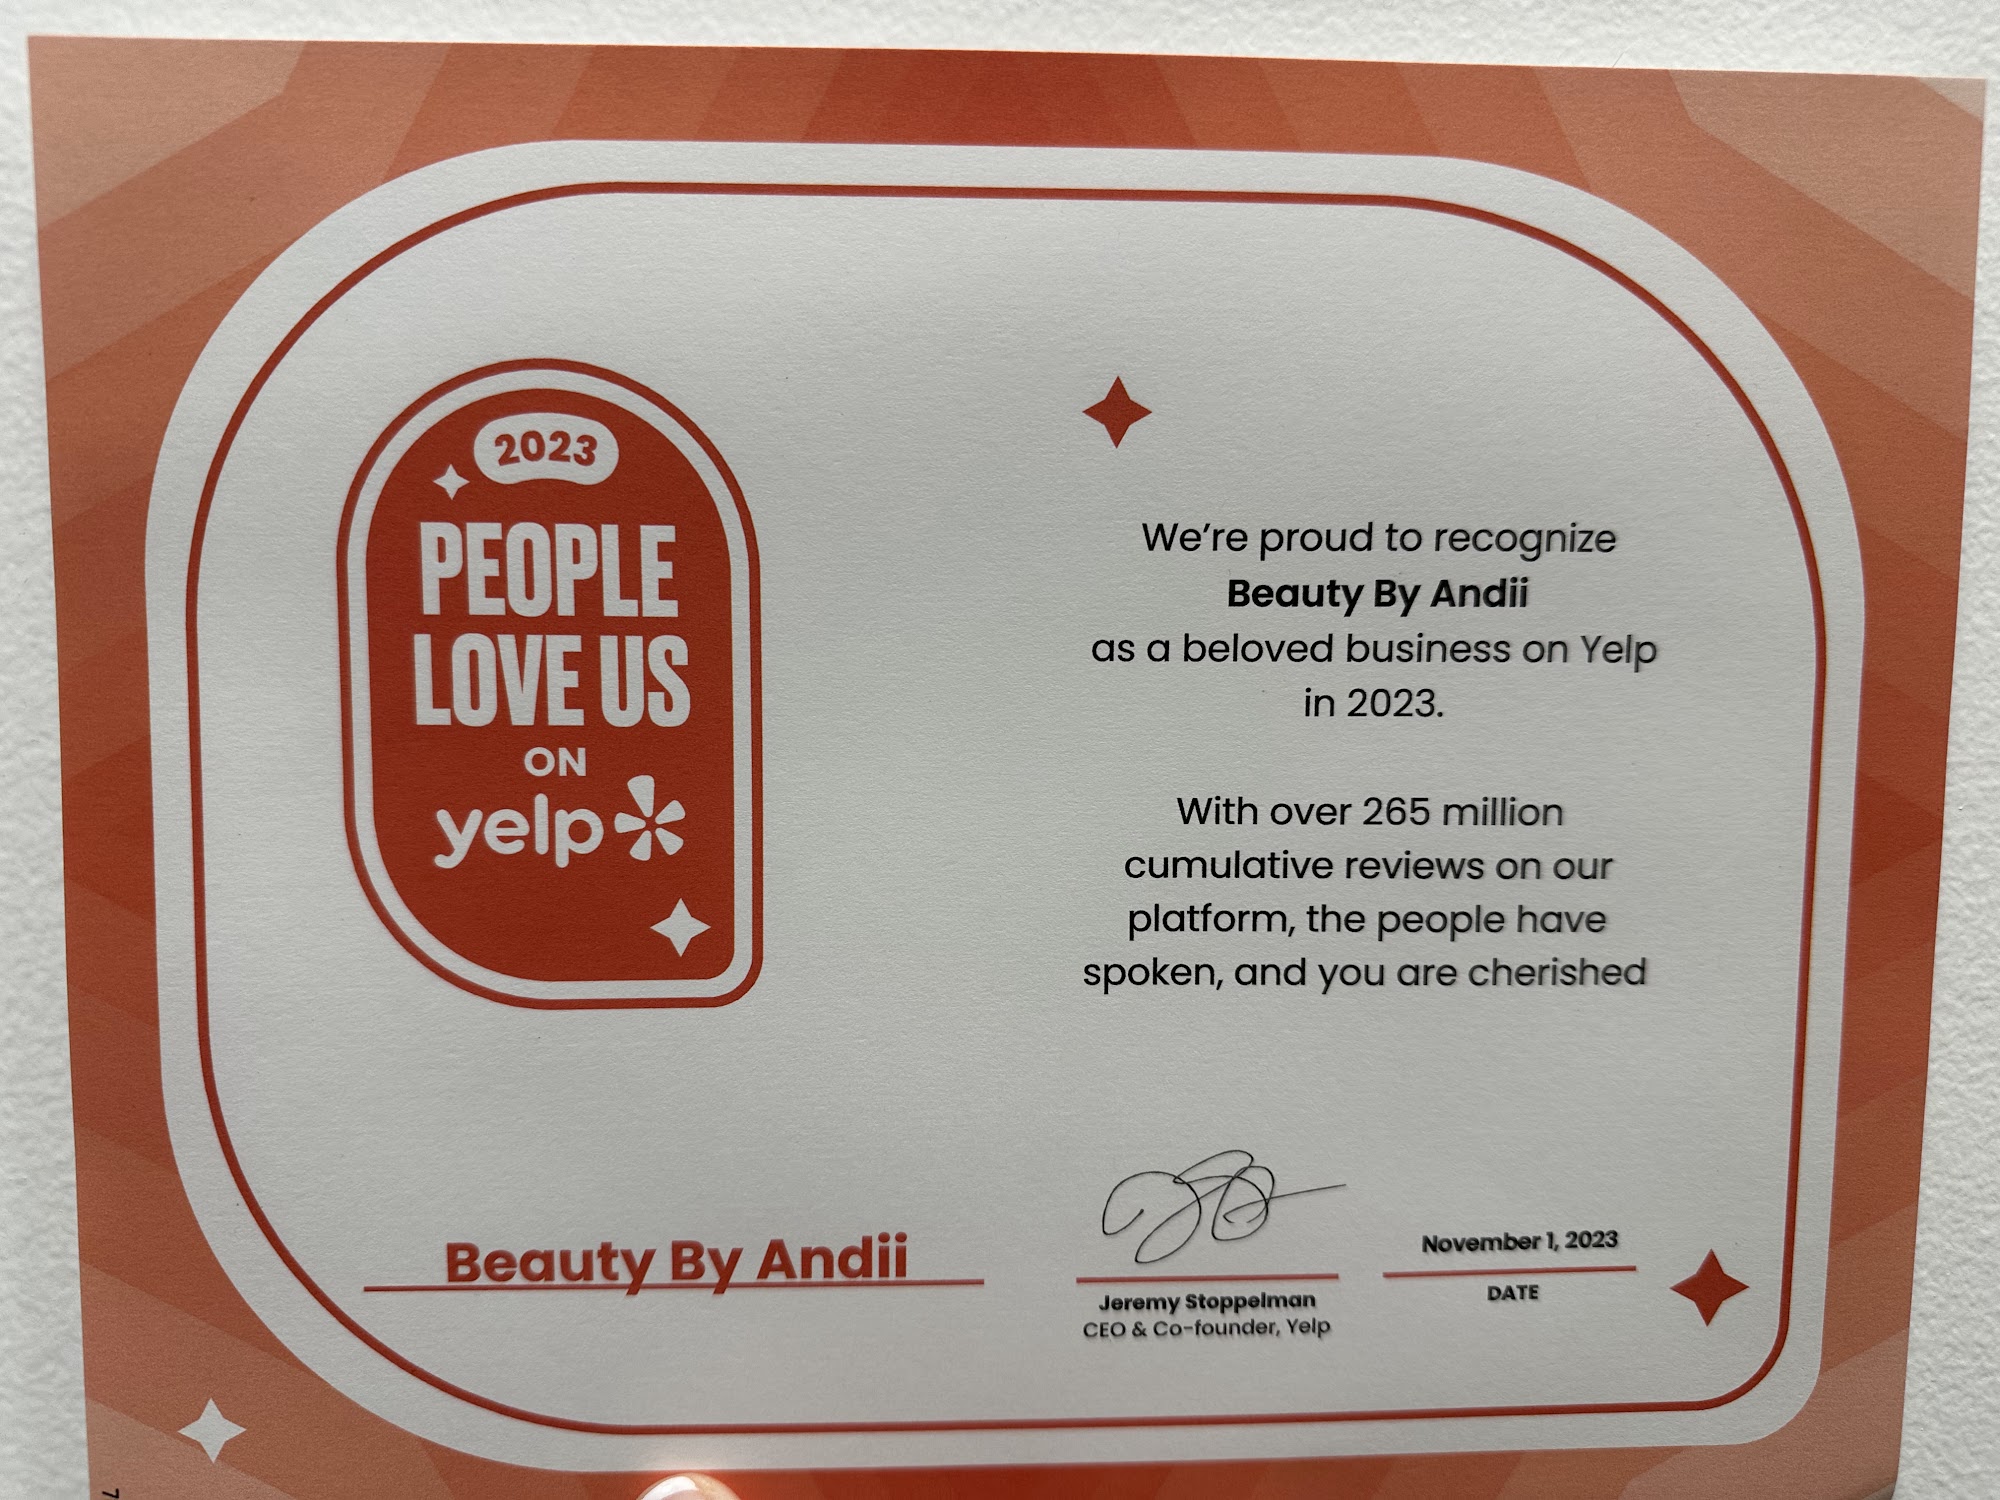 2023
PEOPLE
LOVE US
ON
yelp
We're proud to recognize
Beauty By Andii
as a beloved business on Yelp
in 2023.
With over 265 million
cumulative reviews on our
platform, the people have
spoken, and you are cherished
Beauty By Andii
Jeremy Stoppelman
CEO & Co-founder, Yelp
November 1, 2023
DATE